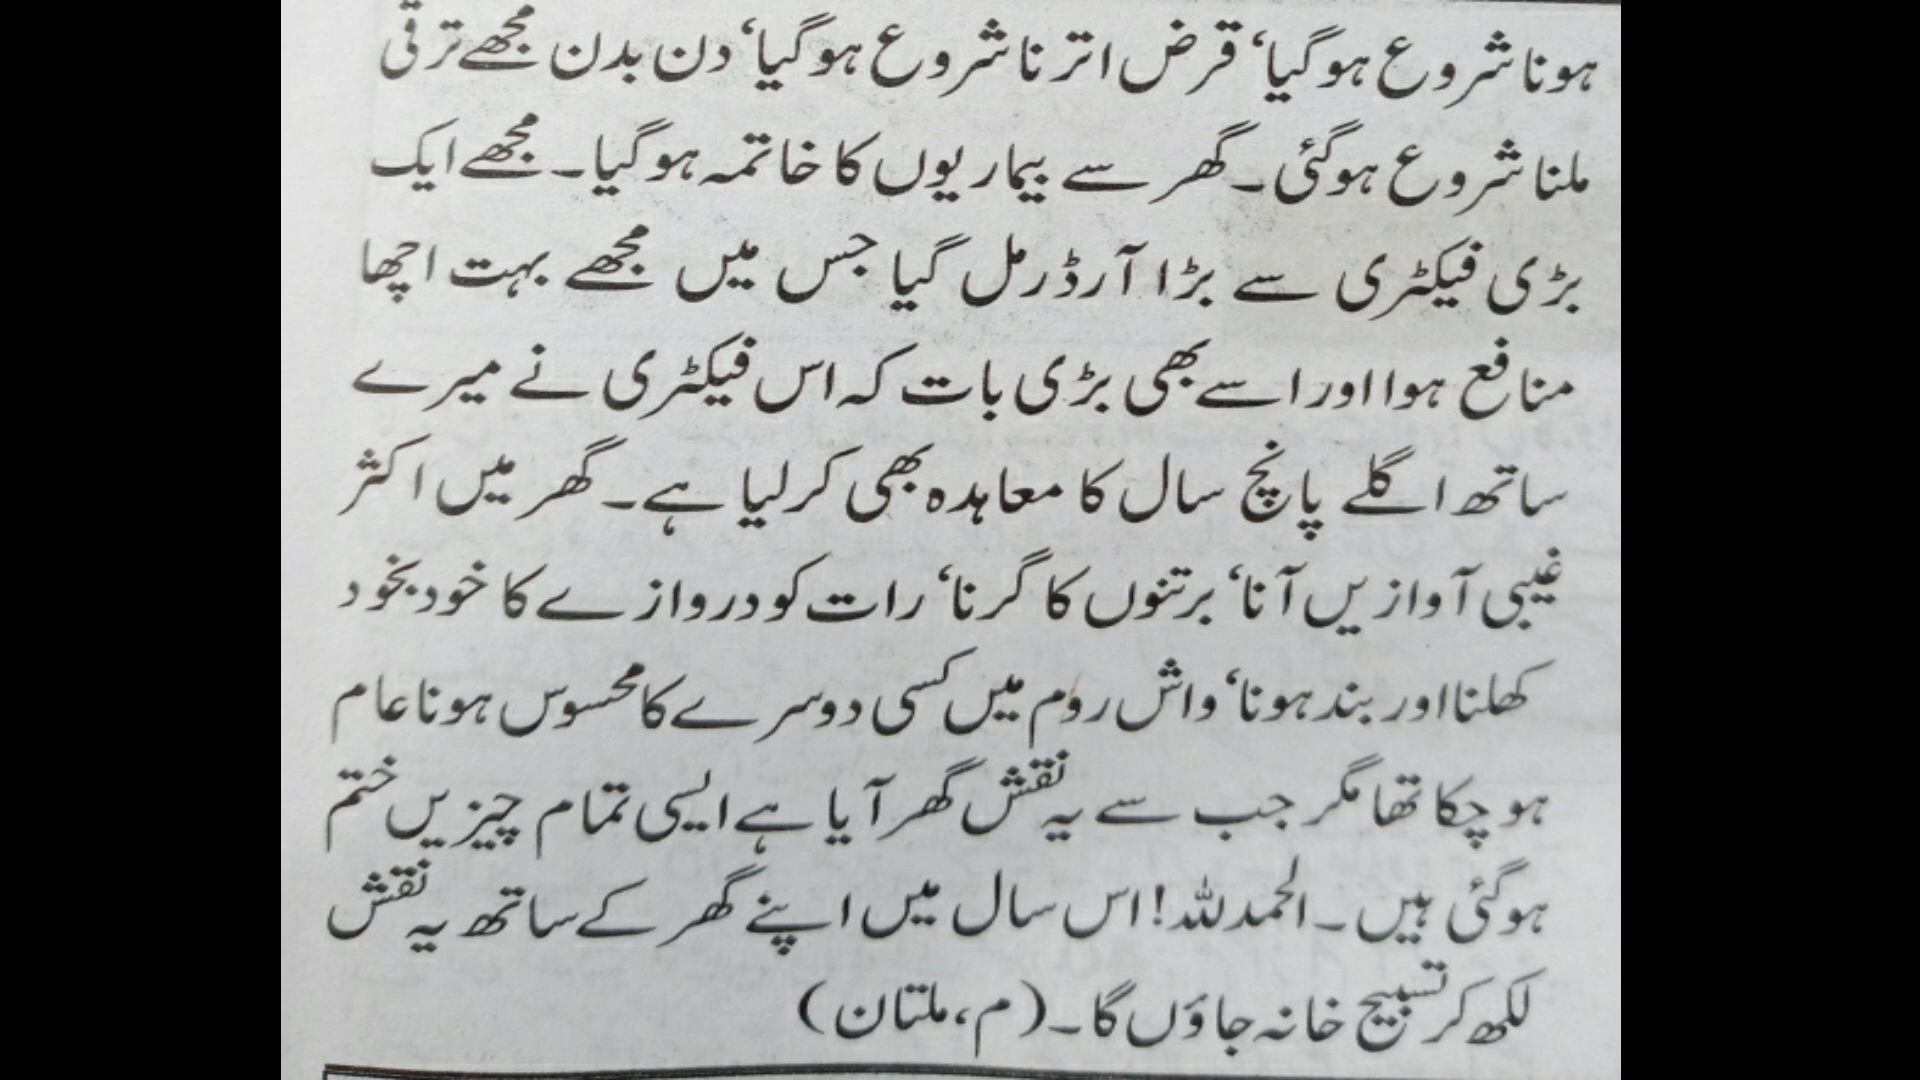 ہونا شروع ہوگیا‘ قرض اترنا شروع ہوگیا‘ دن بدن مجھے ترقی
ملنا شروع ہوگئی۔ گھر سے بیماریوں کا خاتمہ ہوگیا۔ مجھے ایک
بڑی فیکٹری سے بڑا آرڈر مل گیا جس میں مجھے بہت اچھا
منافع ہوا اور اسے بھی بڑی بات کہ اس فیکٹری نے میرے
ساتھ اگلے پانچ سال کا معاہدہ بھی کرلیا ہے۔ گھر میں اکثر
غیبی آوازیں آنا‘ برتنوں کا گرنا‘ رات کو دروازے کا خود بخود
کھلنا اور بند ہونا‘ واش روم میں کسی دوسرے کا محسوس ہونا عام
ہو چکا تھا مگر جب سے یہ نقش گھر آیا ہے ایسی تمام چیزیں ختم
ہوگئی ہیں۔ الحمدللہ! اس سال میں اپنے گھر کے ساتھ یہ نقش
لکھ کر تسبیح خانہ جاؤں گا۔ (م، ملتان)